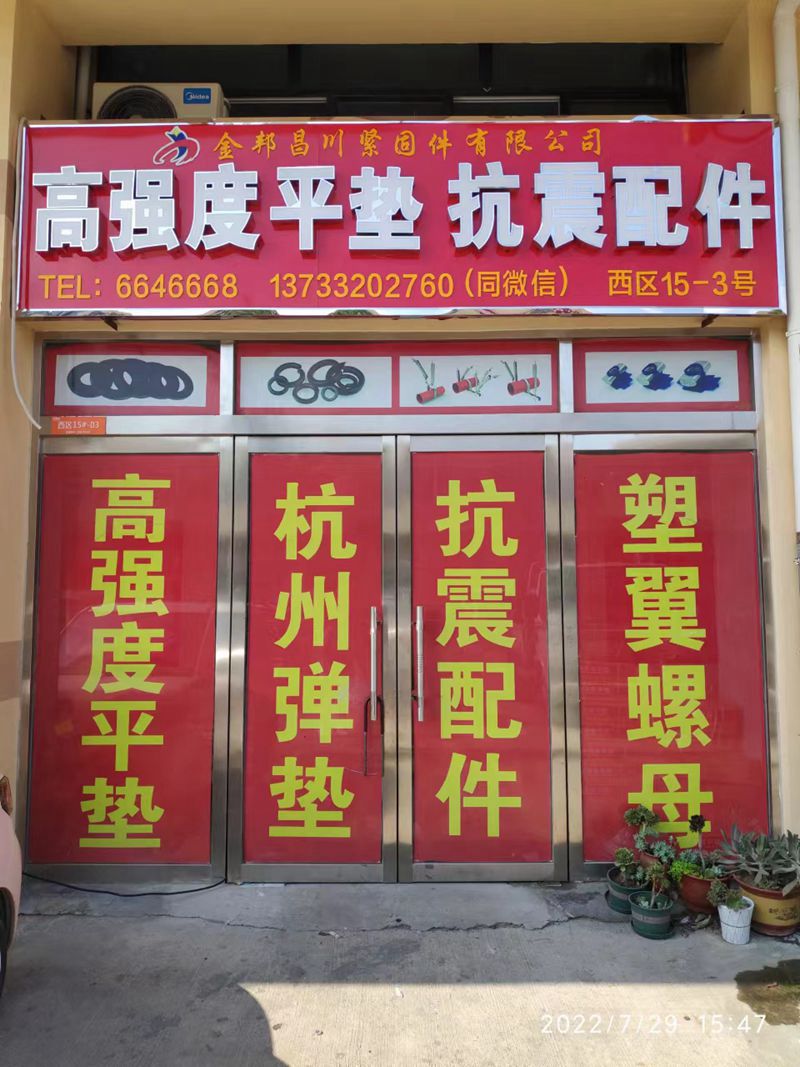 Midea
金邦昌川紧固件有限公司
高强度平垫 抗震配件
TEL: 6646668 13733202760(同微信) 西区15-3号
西区15#-03
高强度平垫
杭州弹垫
抗震配件
塑翼螺母
2022/7/29 15:47